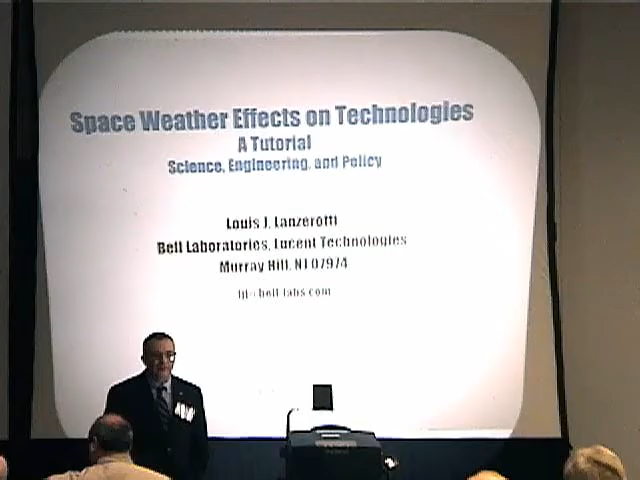 Space Weather Effects on Technologies
A Tutorial
Science, Engineering, and Policy
Louis J. Lanzerotti
Bell Laboratories, Lucent Technologies
Murray Hill, NJ 07974